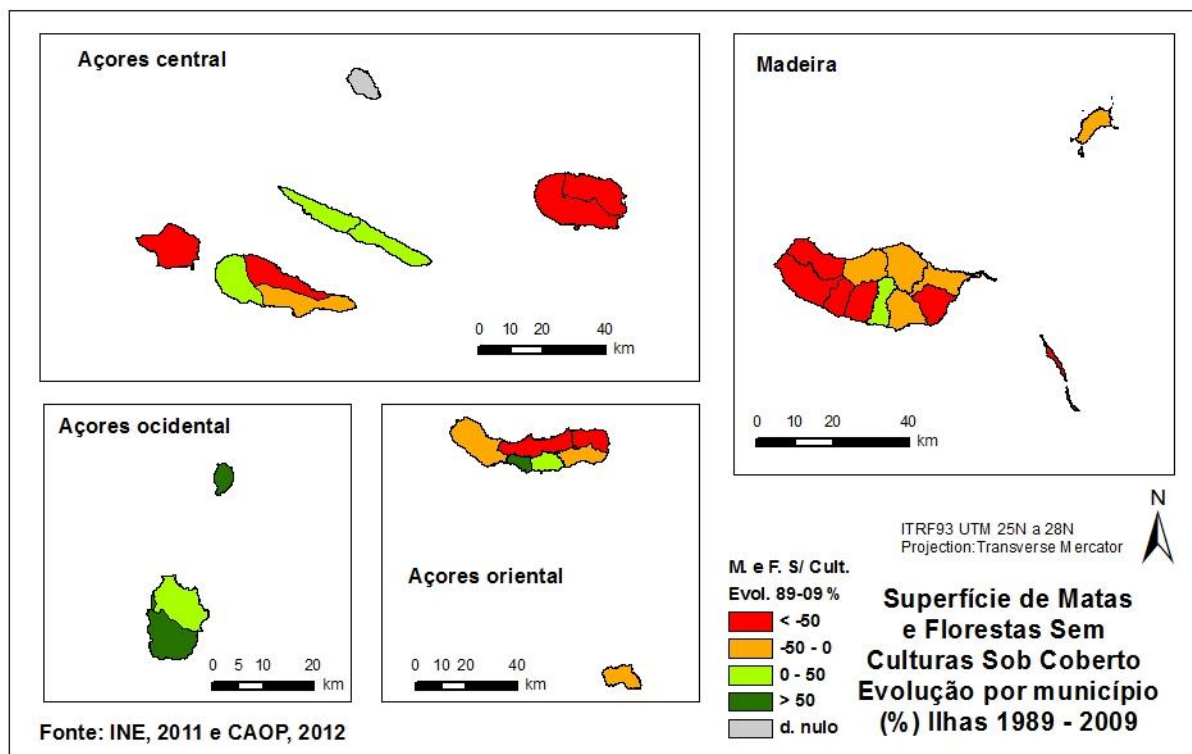 Açores central
0 10 20 40
km
Madeira
0 10 20 40
km
Açores ocidental
0 5 10 20
km
Açores oriental
0 10 20 40
km
N
ITRF93 UTM 25N a 28N
Projection:Transverse Mercator
M. e F. S/ Cult.
Evol. 89-09 %
< -50
-50 - 0
0 - 50
> 50
d. nulo
Superfície de Matas
e Florestas Sem
Culturas Sob Coberto
Evolução por município
(%) Ilhas 1989 - 2009
Fonte: INE, 2011 e CAOP, 2012